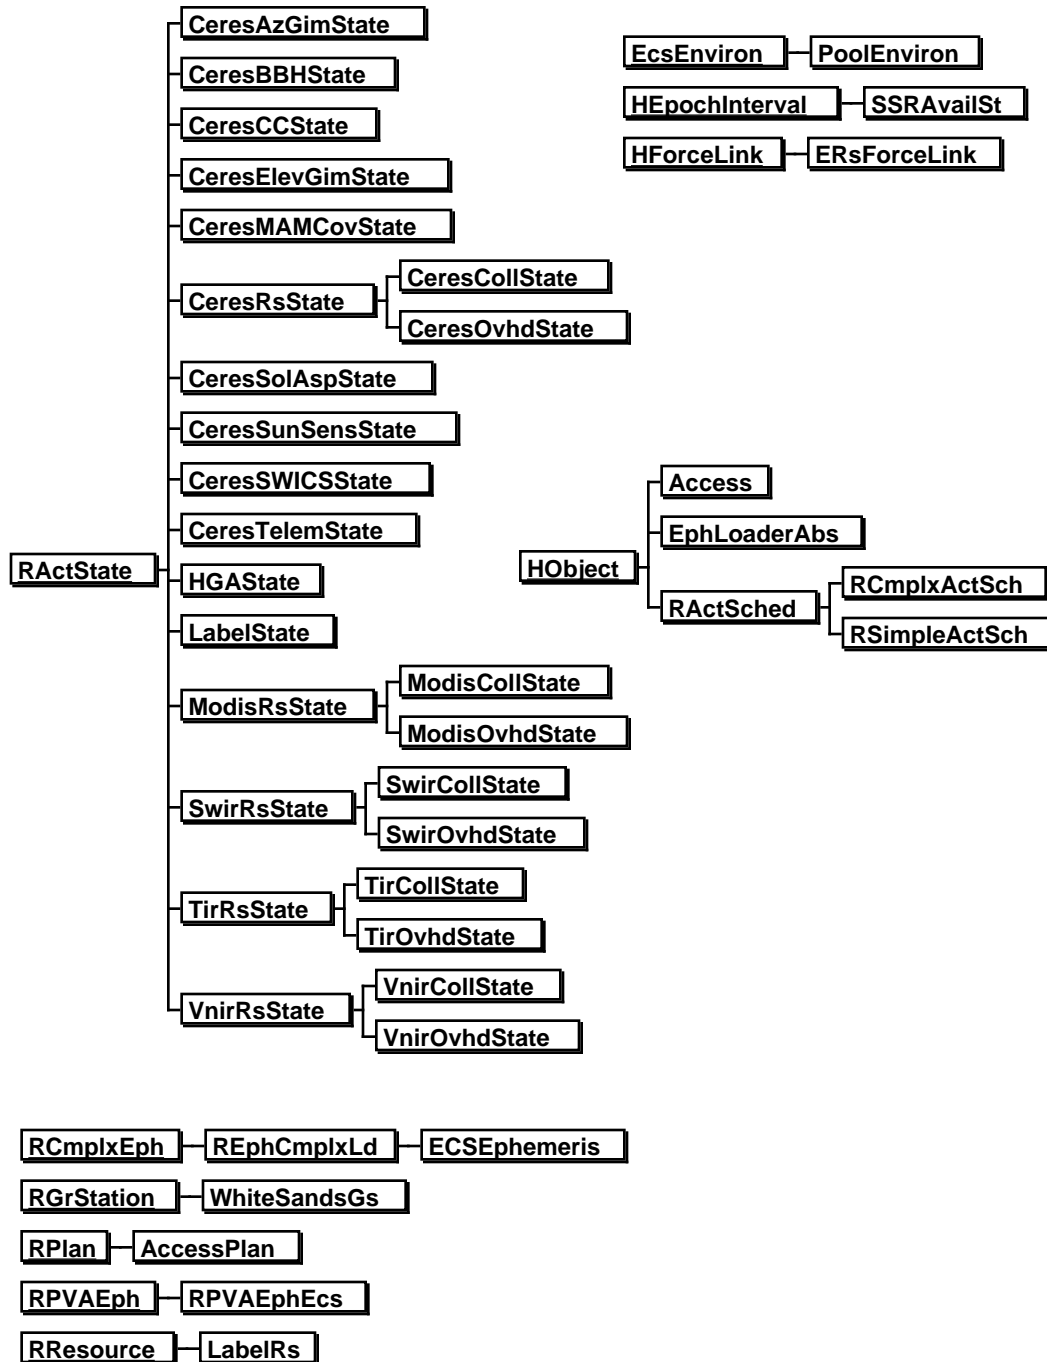 CeresAzGimState
CeresBBHState
CeresCCState
CeresElevGimState
CeresMAMCovState
CeresRsState
CeresCollState
CeresOvhdState
CeresSolAspState
CeresSunSensState
CeresSWICSState
CeresTelemState
RActState
HGAState
LabelState
ModisRsState
ModisCollState
ModisOvhdState
SwirRsState
SwirCollState
SwirOvhdState
TirRsState
TirCollState
TirOvhdState
VnirRsState
VnirCollState
VnirOvhdState
EcsEnviron
PoolEnviron
HEpochInterval
SSRAvailSt
HForceLink
ERsForceLink
HObject
Access
EphLoaderAbs
RActSched
RCmplxActSch
RSimpleActSch
RCmplxEph
REphCmplxLd
ECSEphemeris
RGrStation
WhiteSandsGs
RPlan
AccessPlan
RPVAEph
RPVAEphEcs
RResource
LabelRs